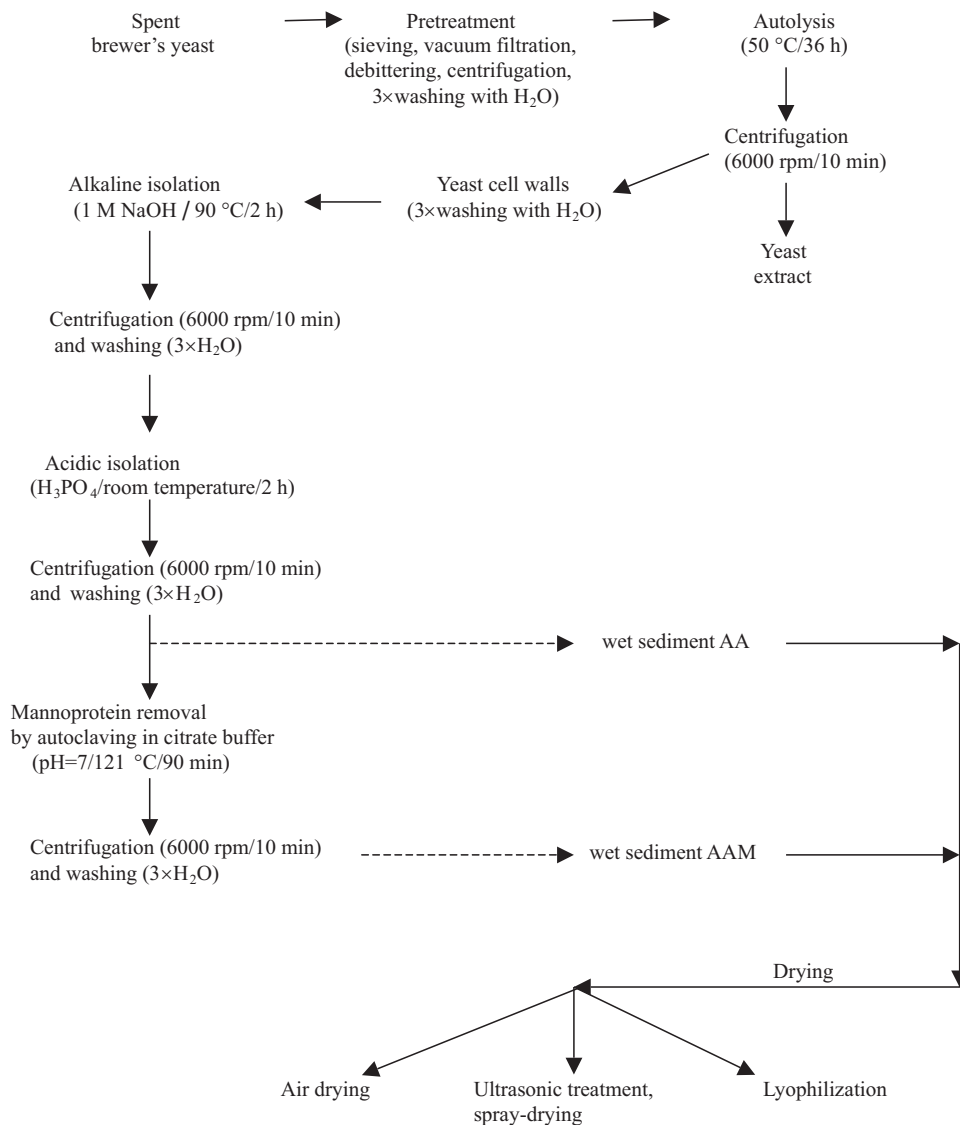 Spent
brewer’s yeast
Pretreatment
(sieving, vacuum filtration,
debittering, centrifugation,
3×washing with H₂O)
Autolysis
(50 °C/36 h)
Centrifugation
(6000 rpm/10 min)
Yeast
extract
Yeast cell walls
(3×washing with H₂O)
Alkaline isolation
(1 M NaOH / 90 °C/2 h)
Centrifugation (6000 rpm/10 min)
and washing (3×H₂O)
Acidic isolation
(H₃PO₄/room temperature/2 h)
Centrifugation (6000 rpm/10 min)
and washing (3×H₂O)
wet sediment AA
Mannoprotein removal
by autoclaving in citrate buffer
(pH=7/121 °C/90 min)
Centrifugation (6000 rpm/10 min)
and washing (3×H₂O)
wet sediment AAM
Drying
Air drying
Ultrasonic treatment,
spray-drying
Lyophilization